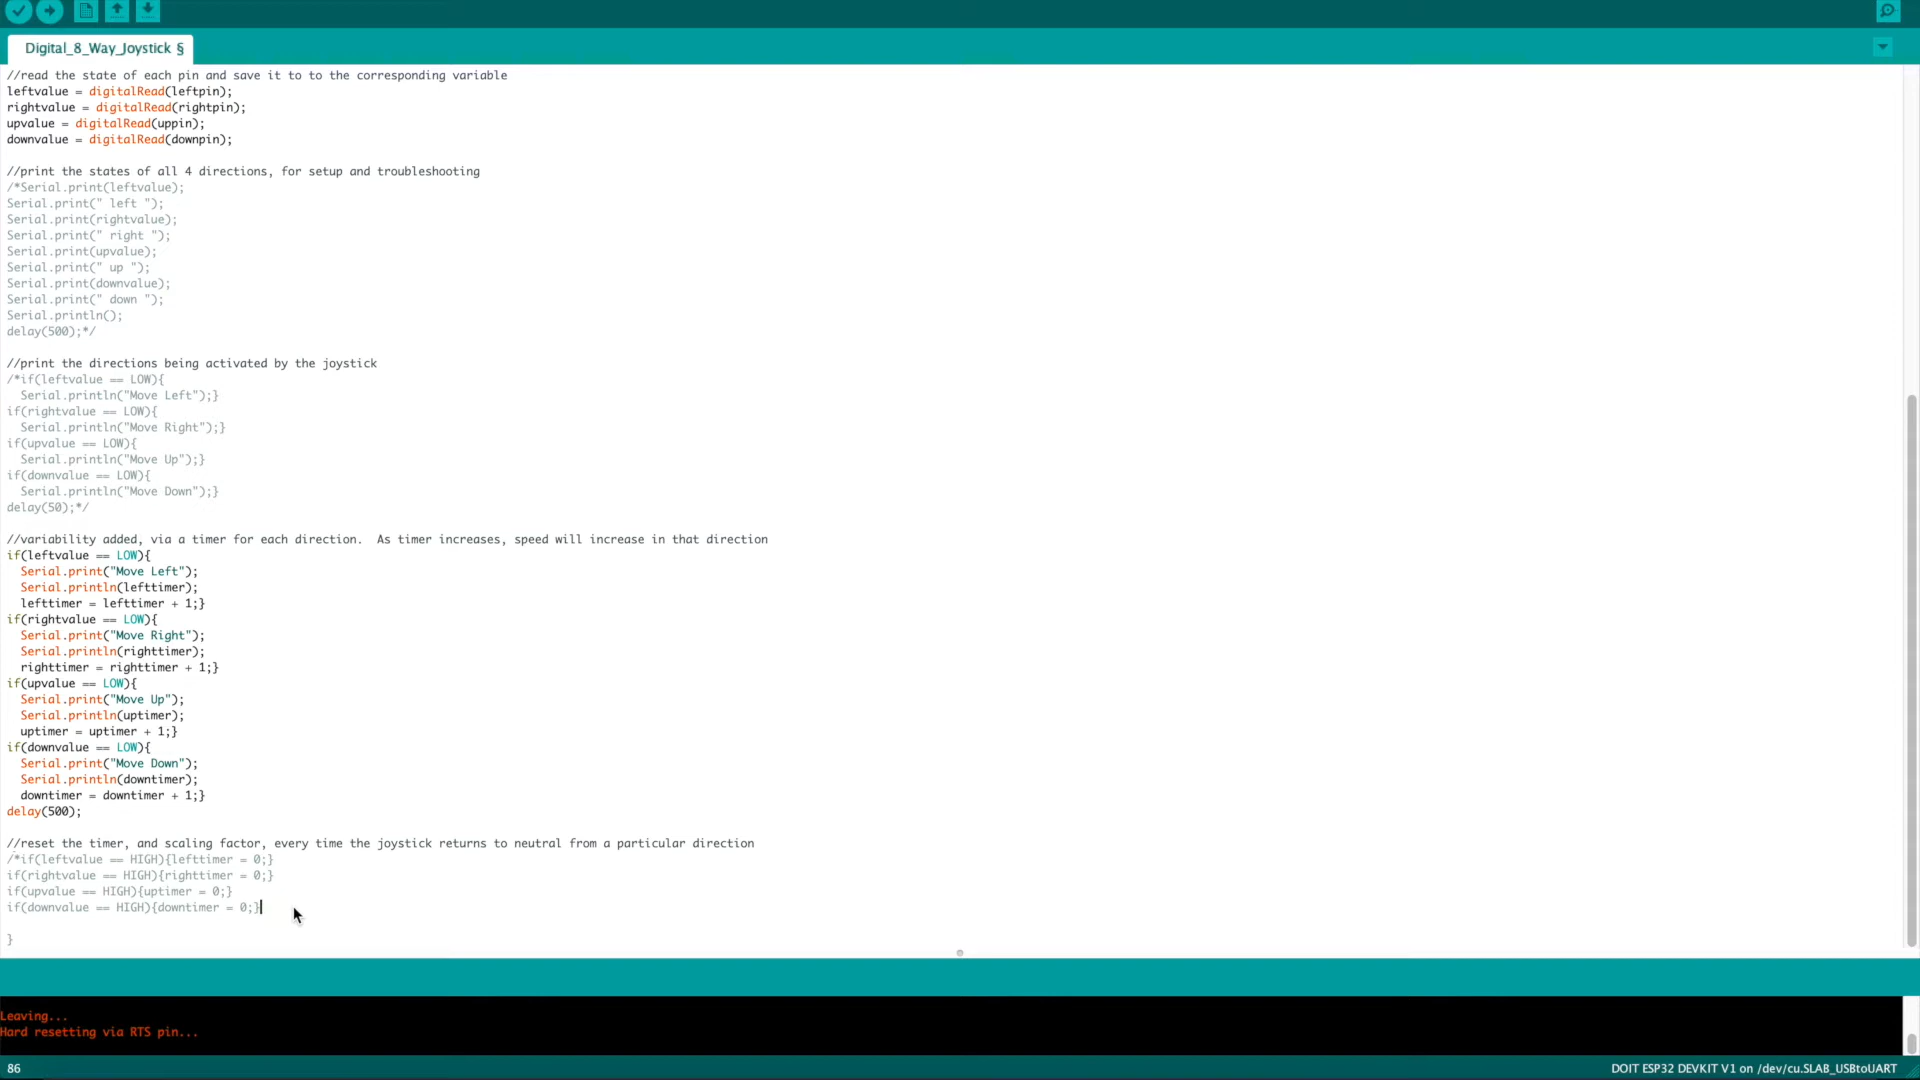 Digital_8_Way_Joystick §
//read the state of each pin and save it to to the corresponding variable
leftvalue = digitalRead(leftpin);
rightvalue = digitalRead(rightpin);
upvalue = digitalRead(uppin);
downvalue = digitalRead(downpin);
//print the states of all 4 directions, for setup and troubleshooting
/*Serial.print(leftvalue);
Serial.print(" left ");
Serial.print(rightvalue);
Serial.print(" right ");
Serial.print(upvalue);
Serial.print(" up ");
Serial.print(downvalue);
Serial.print(" down ");
Serial.println();
delay(500);*/
//print the directions being activated by the joystick
/*if(leftvalue == LOW){
Serial.println("Move Left");}
if(rightvalue == LOW){
Serial.println("Move Right");}
if(upvalue == LOW){
Serial.println("Move Up");}
if(downvalue == LOW){
Serial.println("Move Down");}
delay(50);*/
//variability added, via a timer for each direction.  As timer increases, speed will increase in that direction
if(leftvalue == LOW){
Serial.print("Move Left");
Serial.println(lefttimer);
lefttimer = lefttimer + 1;}
if(rightvalue == LOW){
Serial.print("Move Right");
Serial.println(righttimer);
righttimer = righttimer + 1;}
if(upvalue == LOW){
Serial.print("Move Up");
Serial.println(uptimer);
uptimer = uptimer + 1;}
if(downvalue == LOW){
Serial.print("Move Down");
Serial.println(downtimer);
downtimer = downtimer + 1;}
delay(500);
//reset the timer, and scaling factor, every time the joystick returns to neutral from a particular direction
/*if(leftvalue == HIGH){lefttimer = 0;}
if(rightvalue == HIGH){righttimer = 0;}
if(upvalue == HIGH){uptimer = 0;}
if(downvalue == HIGH){downtimer = 0;}
}
Leaving...
Hard resetting via RTS pin...
86
DOIT ESP32 DEVKIT V1 on /dev/cu.SLAB_USBtoUART